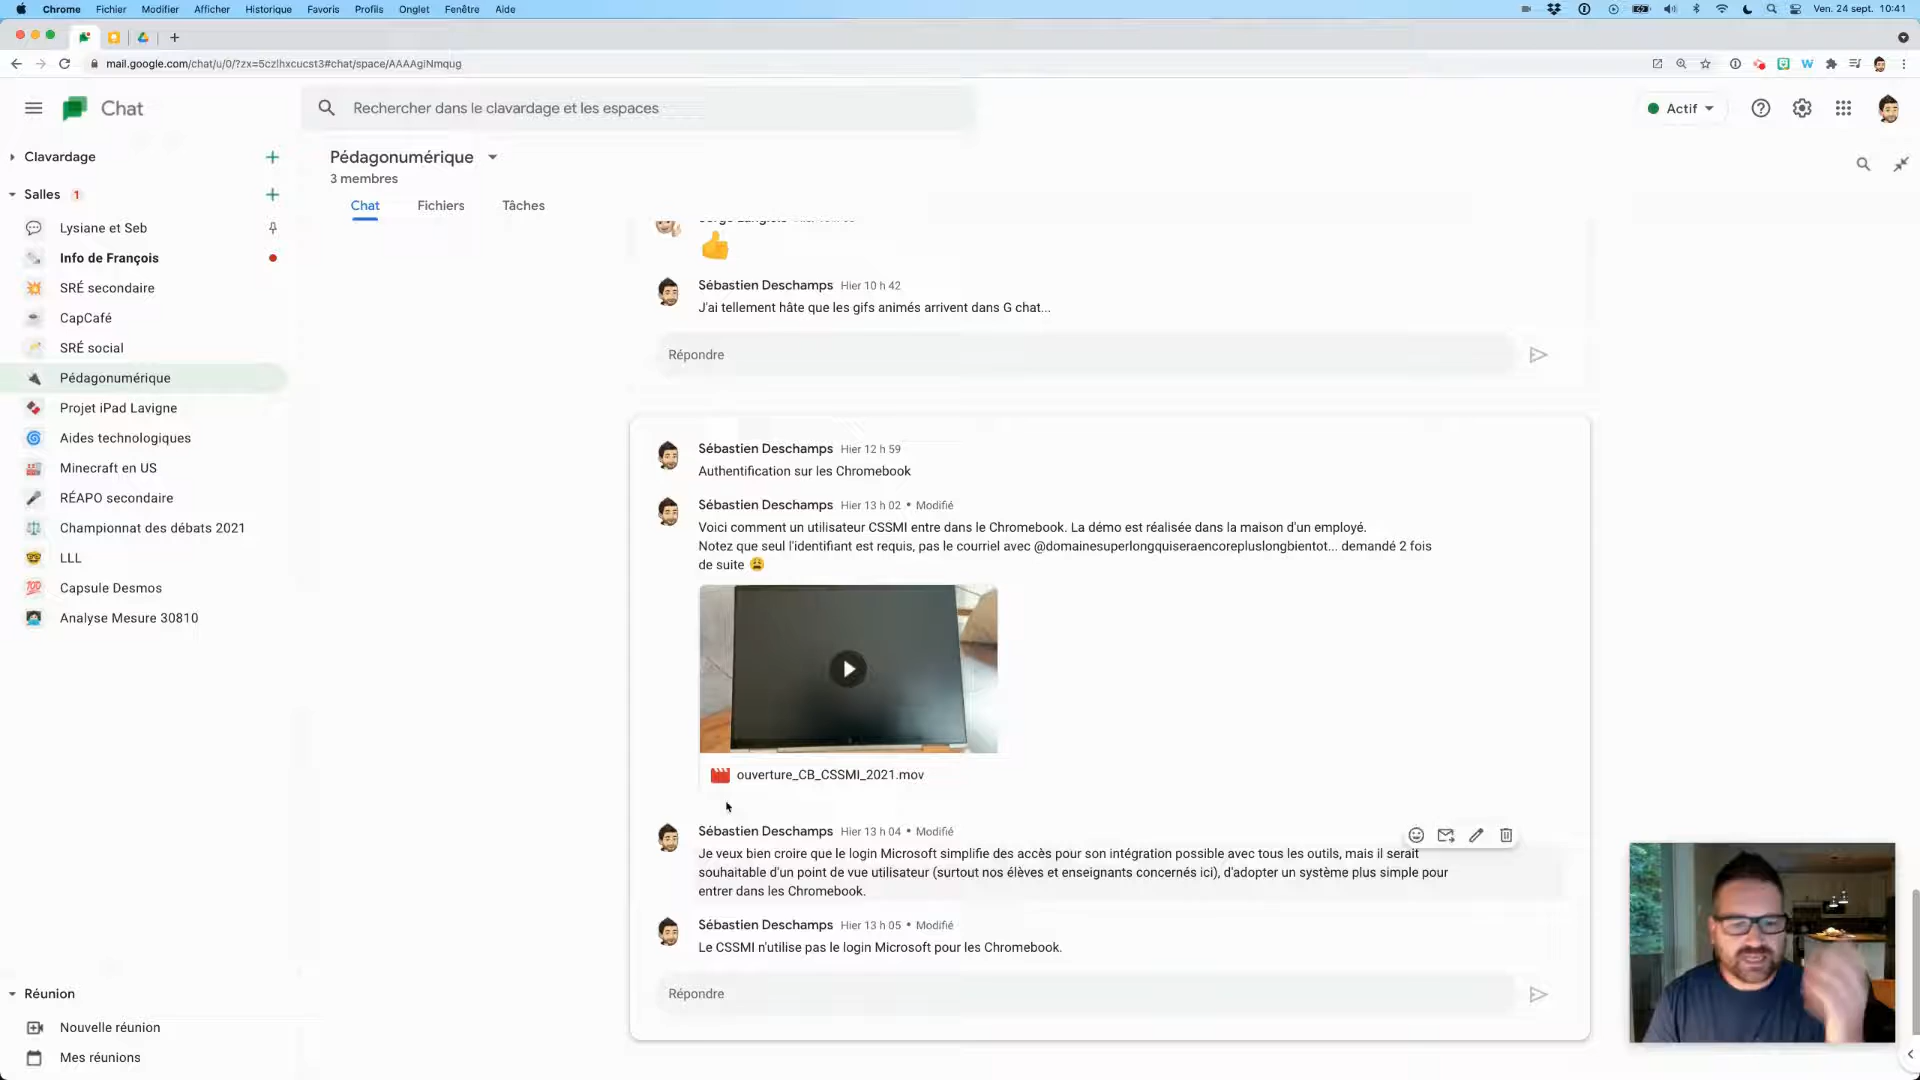 Chrome Fichier Modifier Afficher Historique Favoris Profils Onglet Fenêtre Aide
Ven. 24 sept. 10:41
mail.google.com/chat/u/0/?zx=5czlhxcucst3#chat/space/AAAAgiNmqug
Chat
Rechercher dans le clavardage et les espaces
Actif
Clavardage
Salles 1
Lysiane et Seb
Info de François
SRÉ secondaire
CapCafé
SRÉ social
Pédagonumérique
Projet iPad Lavigne
Aides technologiques
Minecraft en US
RÉAPO secondaire
Championnat des débats 2021
LLL
Capsule Desmos
Analyse Mesure 30810
Réunion
Nouvelle réunion
Mes réunions
Pédagonumérique
3 membres
Chat Fichiers Tâches
Sébastien Deschamps Hier 10 h 42
J'ai tellement hâte que les gifs animés arrivent dans G chat...
Répondre
Sébastien Deschamps Hier 12 h 59
Authentification sur les Chromebook
Sébastien Deschamps Hier 13 h 02 • Modifié
Voici comment un utilisateur CSSMI entre dans le Chromebook. La démo est réalisée dans la maison d'un employé.
Notez que seul l'identifiant est requis, pas le courriel avec @domainesuperlongquiseraencorepluslongbientot... demandé 2 fois
de suite 😩
ouverture_CB_CSSMI_2021.mov
Sébastien Deschamps Hier 13 h 04 • Modifié
Je veux bien croire que le login Microsoft simplifie des accès pour son intégration possible avec tous les outils, mais il serait
souhaitable d'un point de vue utilisateur (surtout nos élèves et enseignants concernés ici), d'adopter un système plus simple pour
entrer dans les Chromebook.
Sébastien Deschamps Hier 13 h 05 • Modifié
Le CSSMI n'utilise pas le login Microsoft pour les Chromebook.
Répondre